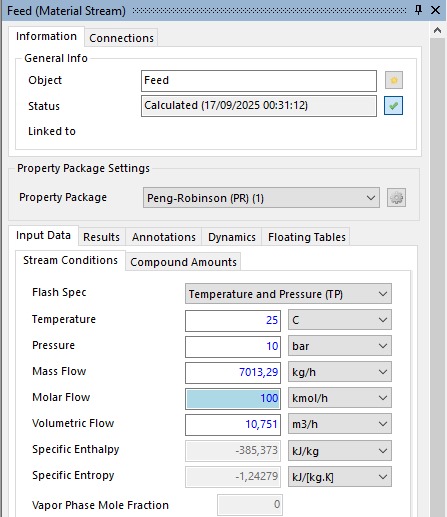 Feed (Material Stream)
Information Connections
General Info
Object Feed
Status Calculated (17/09/2025 00:31:12)
Linked to
Property Package Settings
Property Package Peng-Robinson (PR) (1)
Input Data Results Annotations Dynamics Floating Tables
Stream Conditions Compound Amounts
Flash Spec Temperature and Pressure (TP)
Temperature 25 C
Pressure 10 bar
Mass Flow 7013,29 kg/h
Molar Flow 100 kmol/h
Volumetric Flow 10,751 m3/h
Specific Enthalpy -385,373 kJ/kg
Specific Entropy -1,24279 kJ/[kg.K]
Vapor Phase Mole Fraction 0